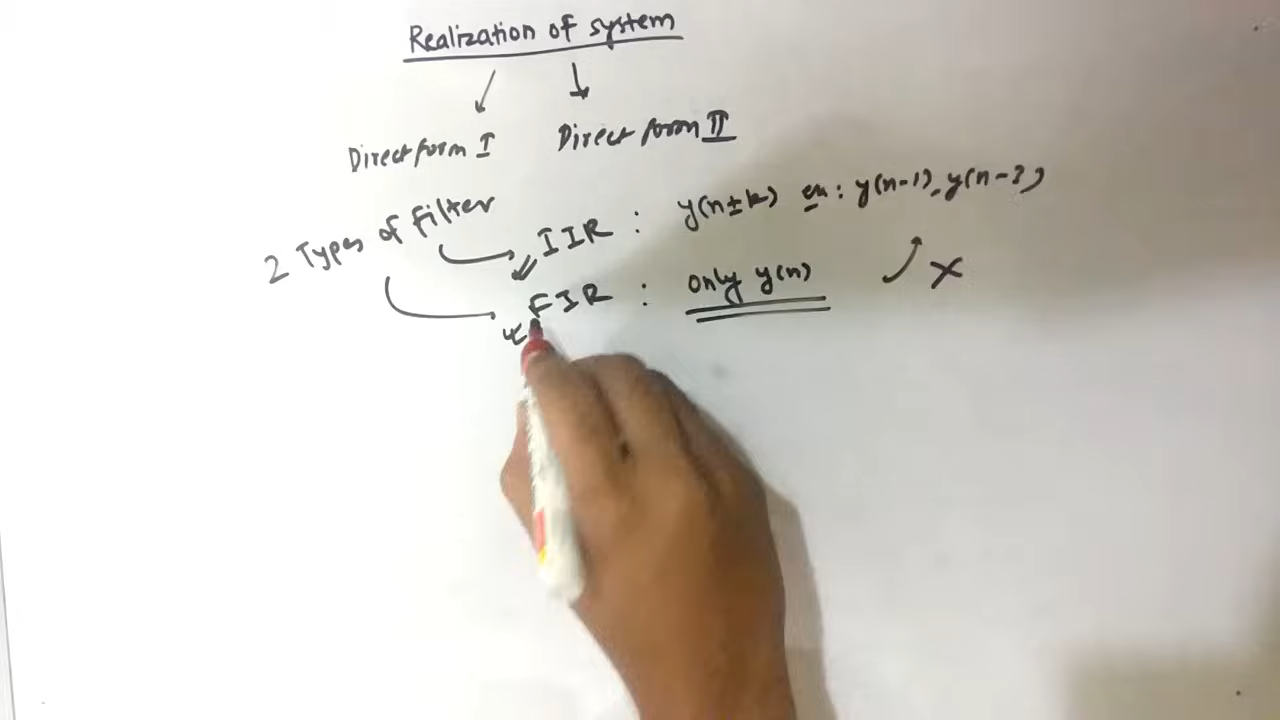 Realization of system
Direct form I Direct form II
2 Types of filter
IIR : y(n±k) ex : y(n-1), y(n-2)
FIR : only y(n) X